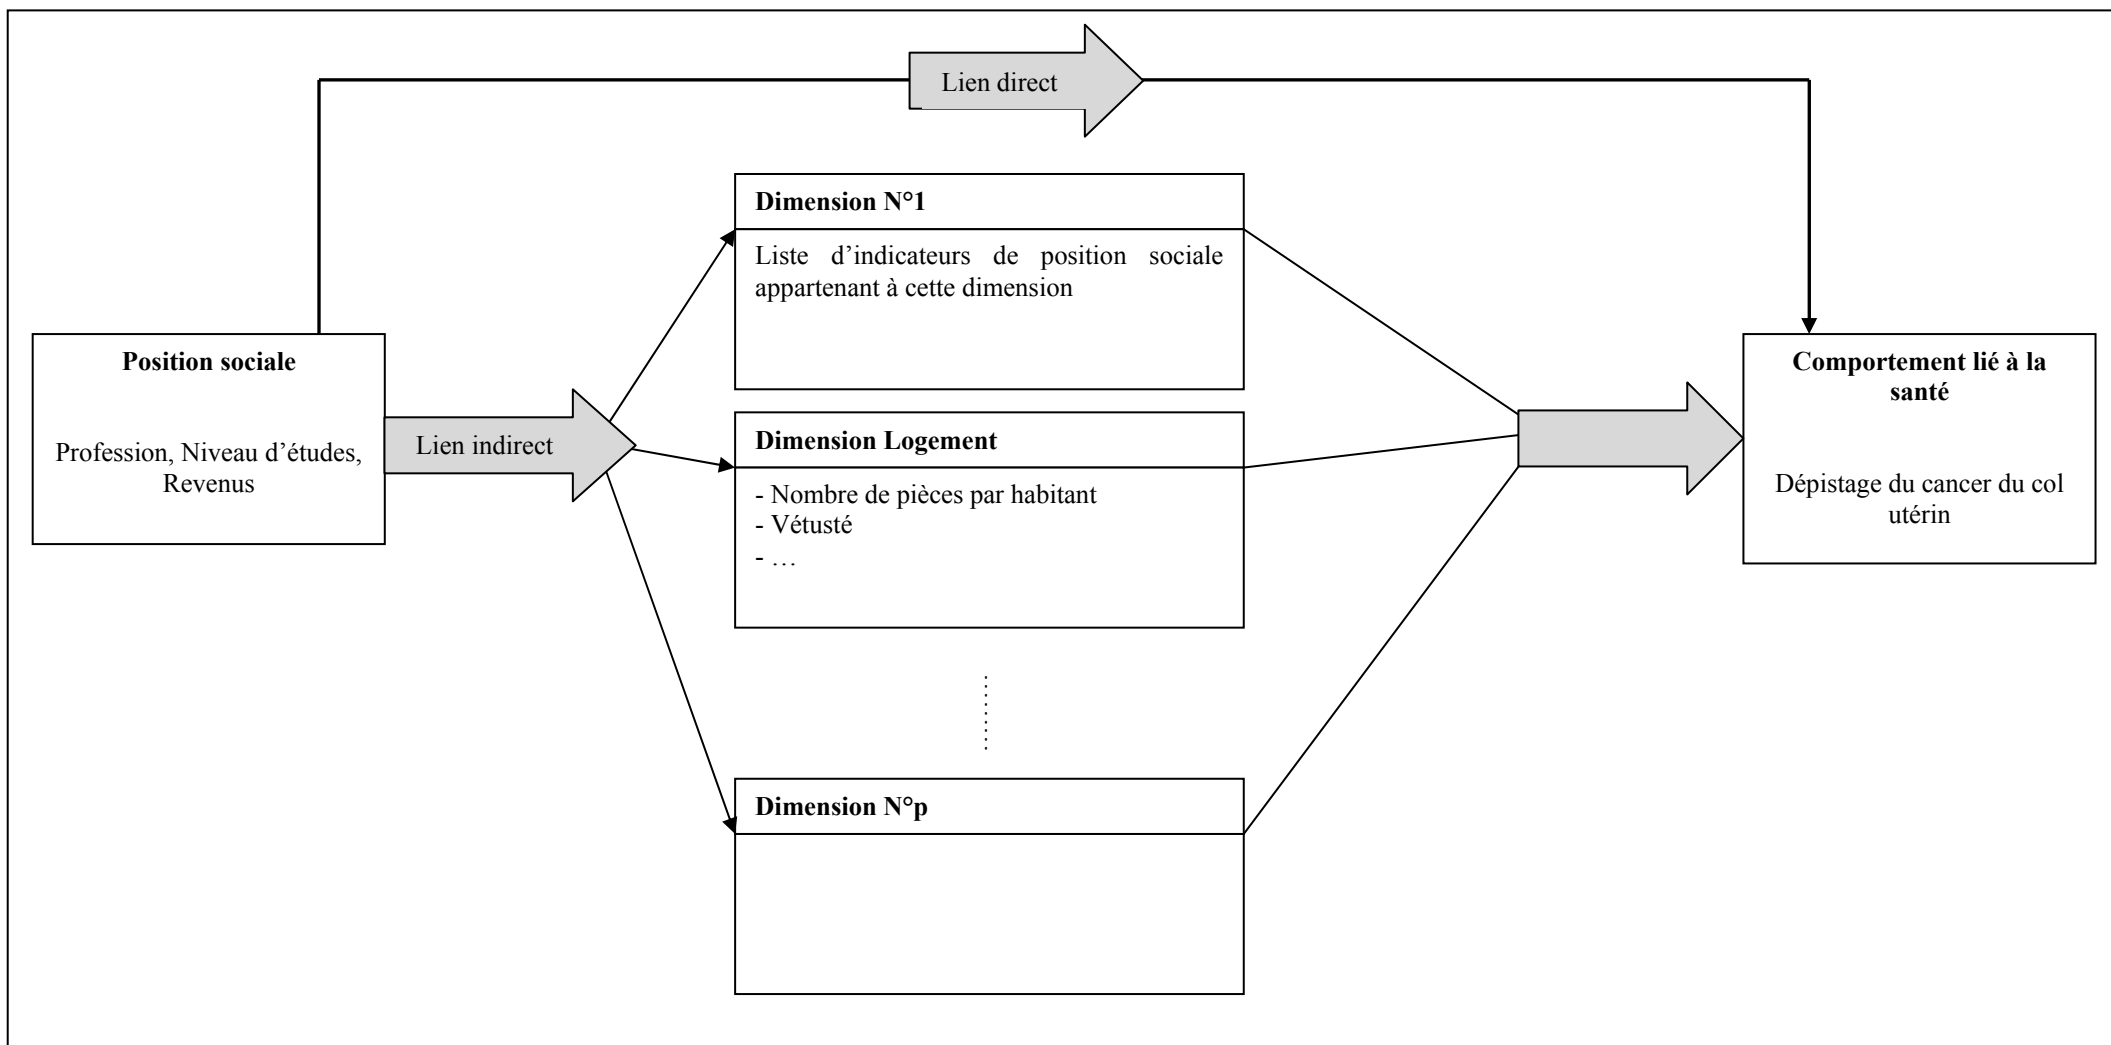 Lien direct
Dimension N°1
Liste d’indicateurs de position sociale
appartenant à cette dimension
Position sociale
Profession, Niveau d’études,
Revenus
Lien indirect
Dimension Logement
- Nombre de pièces par habitant
- Vétusté
- …
Dimension N°p
Comportement lié à la
santé
Dépistage du cancer du col
utérin